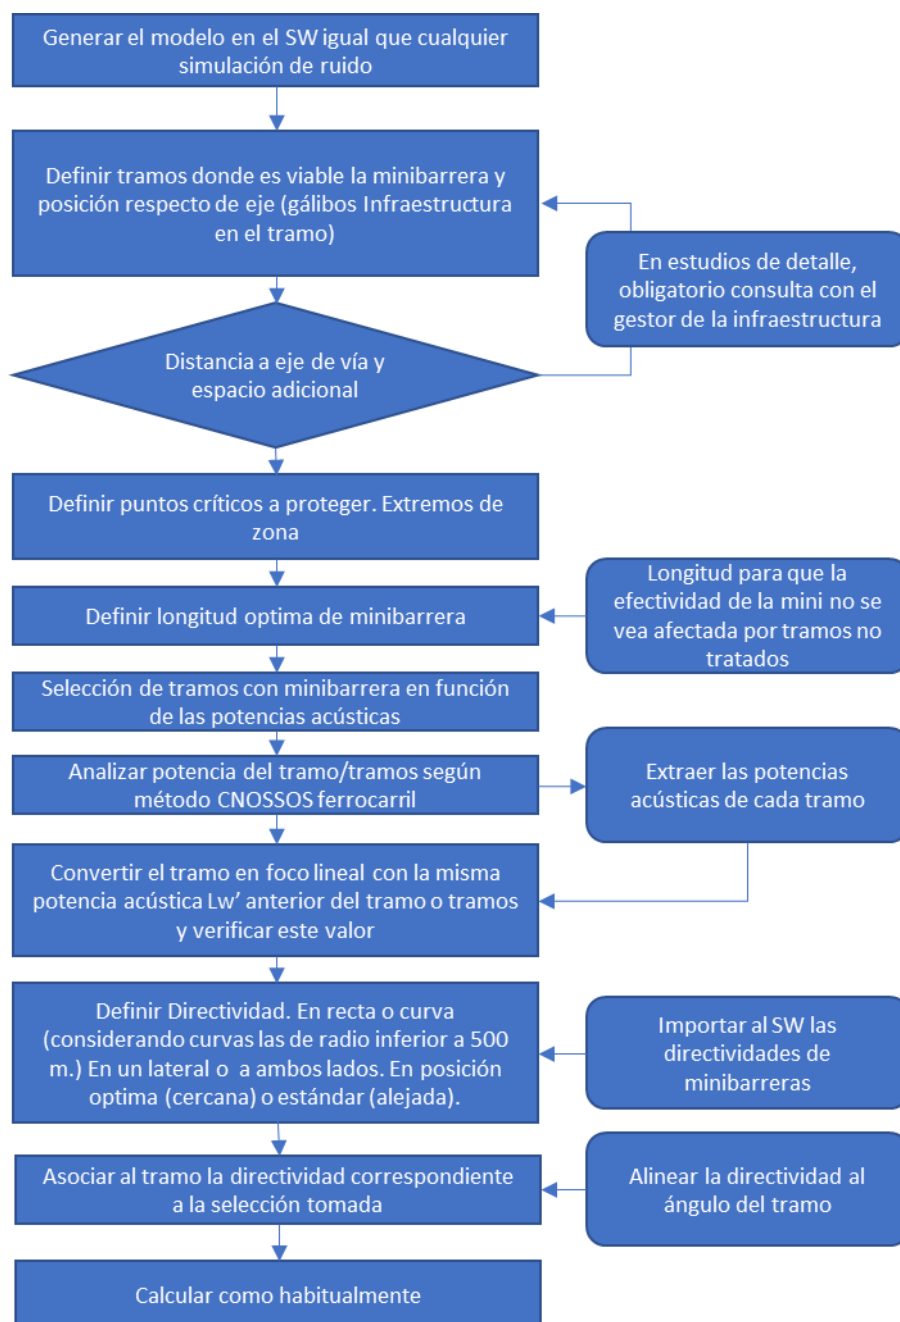 Generar el modelo en el SW igual que cualquier
simulación de ruido
Definir tramos donde es viable la minibarrera y
posición respecto de eje (gálibos Infraestructura
en el tramo)
En estudios de detalle,
obligatorio consulta con el
gestor de la infraestructura
Distancia a eje de vía y
espacio adicional
Definir puntos críticos a proteger. Extremos de
zona
Definir longitud optima de minibarrera
Longitud para que la
efectividad de la mini no se
vea afectada por tramos no
tratados
Selección de tramos con minibarrera en función
de las potencias acústicas
Analizar potencia del tramo/tramos según
método CNOSSOS ferrocarril
Extraer las potencias
acústicas de cada tramo
Convertir el tramo en foco lineal con la misma
potencia acústica Lw’ anterior del tramo o tramos
y verificar este valor
Definir Directividad. En recta o curva
(considerando curvas las de radio inferior a 500
m.) En un lateral o  a ambos lados. En posición
optima (cercana) o estándar (alejada).
Importar al SW las
directividades de
minibarreras
Asociar al tramo la directividad correspondiente
a la selección tomada
Alinear la directividad al
ángulo del tramo
Calcular como habitualmente